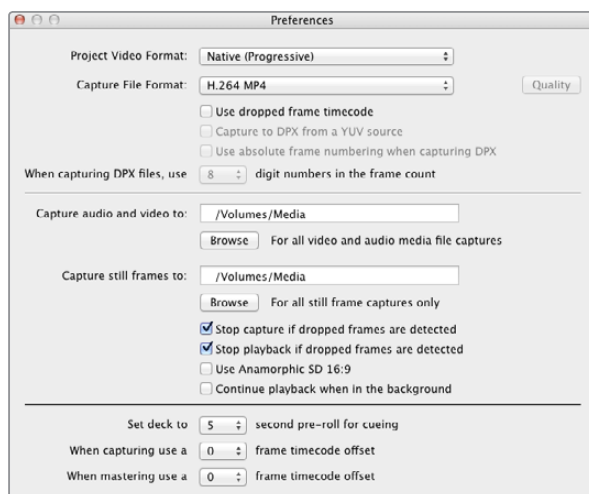 Preferences
Project Video Format: Native (Progressive)
Capture File Format: H.264 MP4 Quality
Use dropped frame timecode
Capture to DPX from a YUV source
Use absolute frame numbering when capturing DPX
When capturing DPX files, use 8 digit numbers in the frame count
Capture audio and video to: /Volumes/Media
Browse For all video and audio media file captures
Capture still frames to: /Volumes/Media
Browse For all still frame captures only
Stop capture if dropped frames are detected
Stop playback if dropped frames are detected
Use Anamorphic SD 16:9
Continue playback when in the background
Set deck to 5 second pre-roll for cueing
When capturing use a 0 frame timecode offset
When mastering use a 0 frame timecode offset